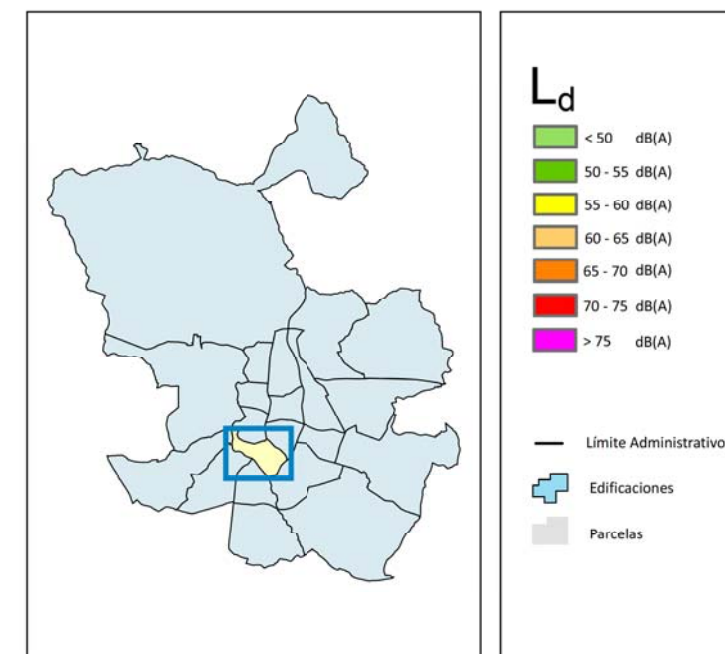 Ld
< 50 dB(A)
50 - 55 dB(A)
55 - 60 dB(A)
60 - 65 dB(A)
65 - 70 dB(A)
70 - 75 dB(A)
> 75 dB(A)
Límite Administrativo
Edificaciones
Parcelas